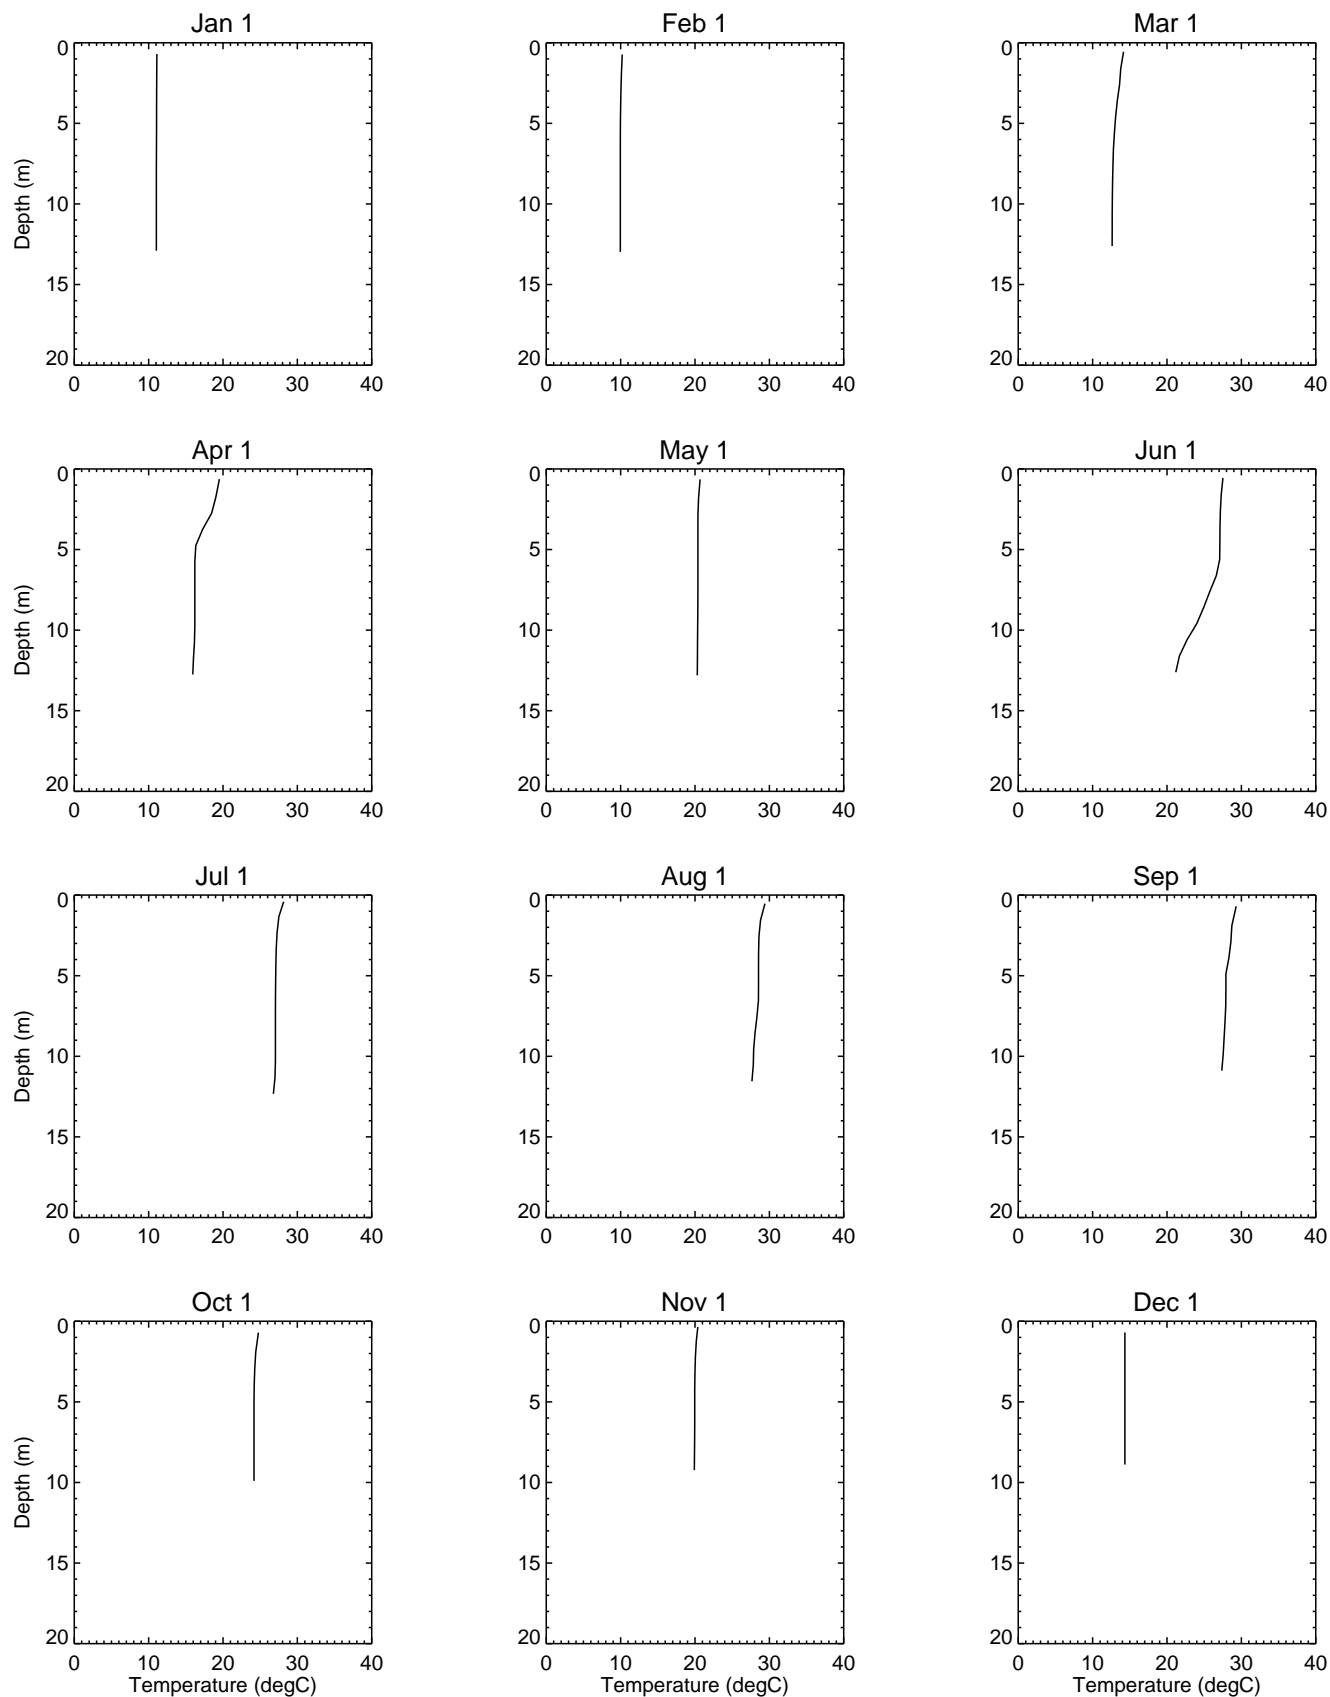 Jan 1 Feb 1 Mar 1
0 0 0
5 5 5
Depth (m)
10 10 10
15 15 15
20 20 20
0 10 20 30 40 0 10 20 30 40 0 10 20 30 40
Apr 1 May 1 Jun 1
0 0 0
5 5 5
Depth (m)
10 10 10
15 15 15
20 20 20
0 10 20 30 40 0 10 20 30 40 0 10 20 30 40
Jul 1 Aug 1 Sep 1
0 0 0
5 5 5
Depth (m)
10 10 10
15 15 15
20 20 20
0 10 20 30 40 0 10 20 30 40 0 10 20 30 40
Oct 1 Nov 1 Dec 1
0 0 0
5 5 5
Depth (m)
10 10 10
15 15 15
20 20 20
0 10 20 30 40 0 10 20 30 40 0 10 20 30 40
Temperature (degC) Temperature (degC) Temperature (degC)